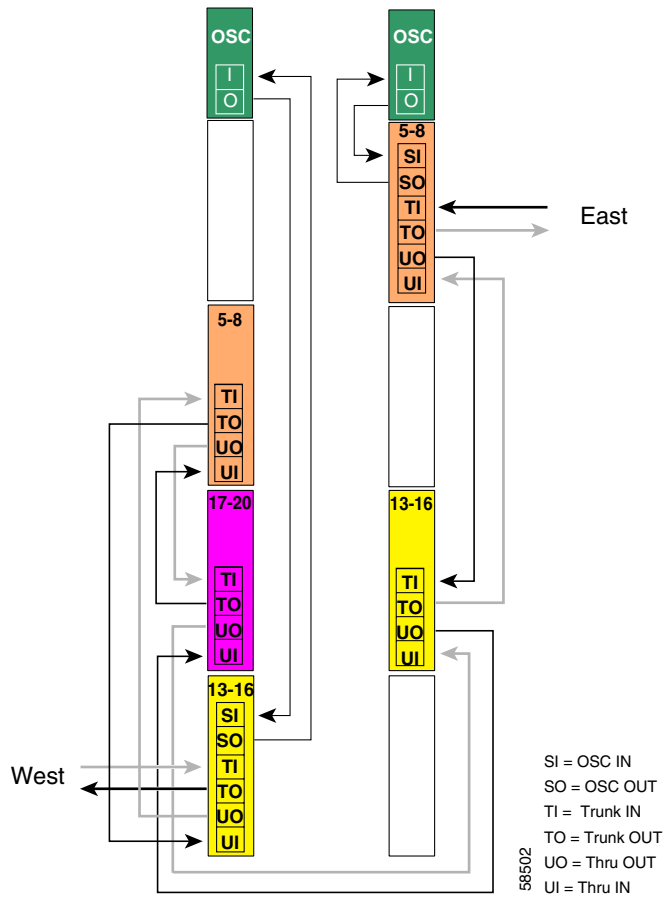 OSC
I
O
5-8
TI
TO
UO
UI
17-20
TI
TO
UO
UI
13-16
SI
SO
TI
TO
UO
UI
West
OSC
I
O
5-8
SI
SO
TI
TO
UO
UI
East
13-16
TI
TO
UO
UI
SI = OSC IN
SO = OSC OUT
TI = Trunk IN
TO = Trunk OUT
UO = Thru OUT
UI = Thru IN
58502